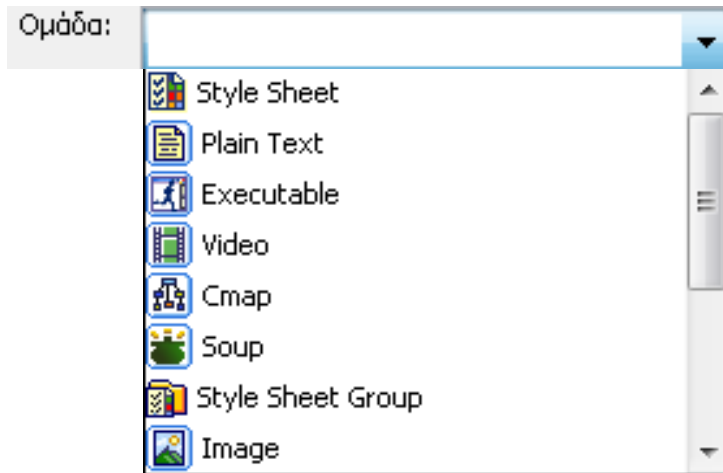 Ομάδα:
Style Sheet
Plain Text
Executable
Video
Cmap
Soup
Style Sheet Group
Image